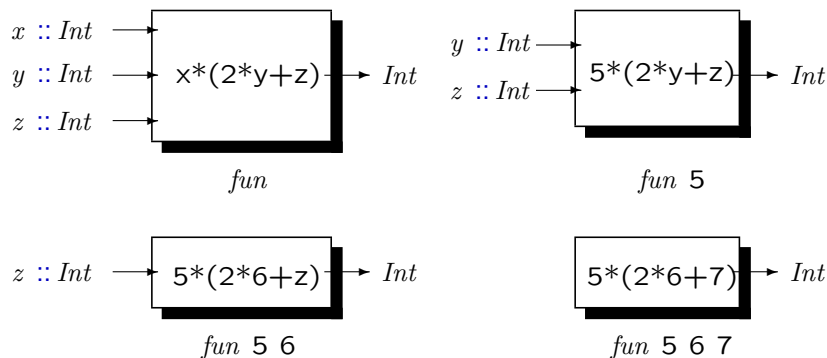 x :: Int
y :: Int
z :: Int
x*(2*y+z)
Int
fun
y :: Int
z :: Int
5*(2*y+z)
Int
fun 5
z :: Int
5*(2*6+z)
Int
fun 5 6
5*(2*6+7)
Int
fun 5 6 7